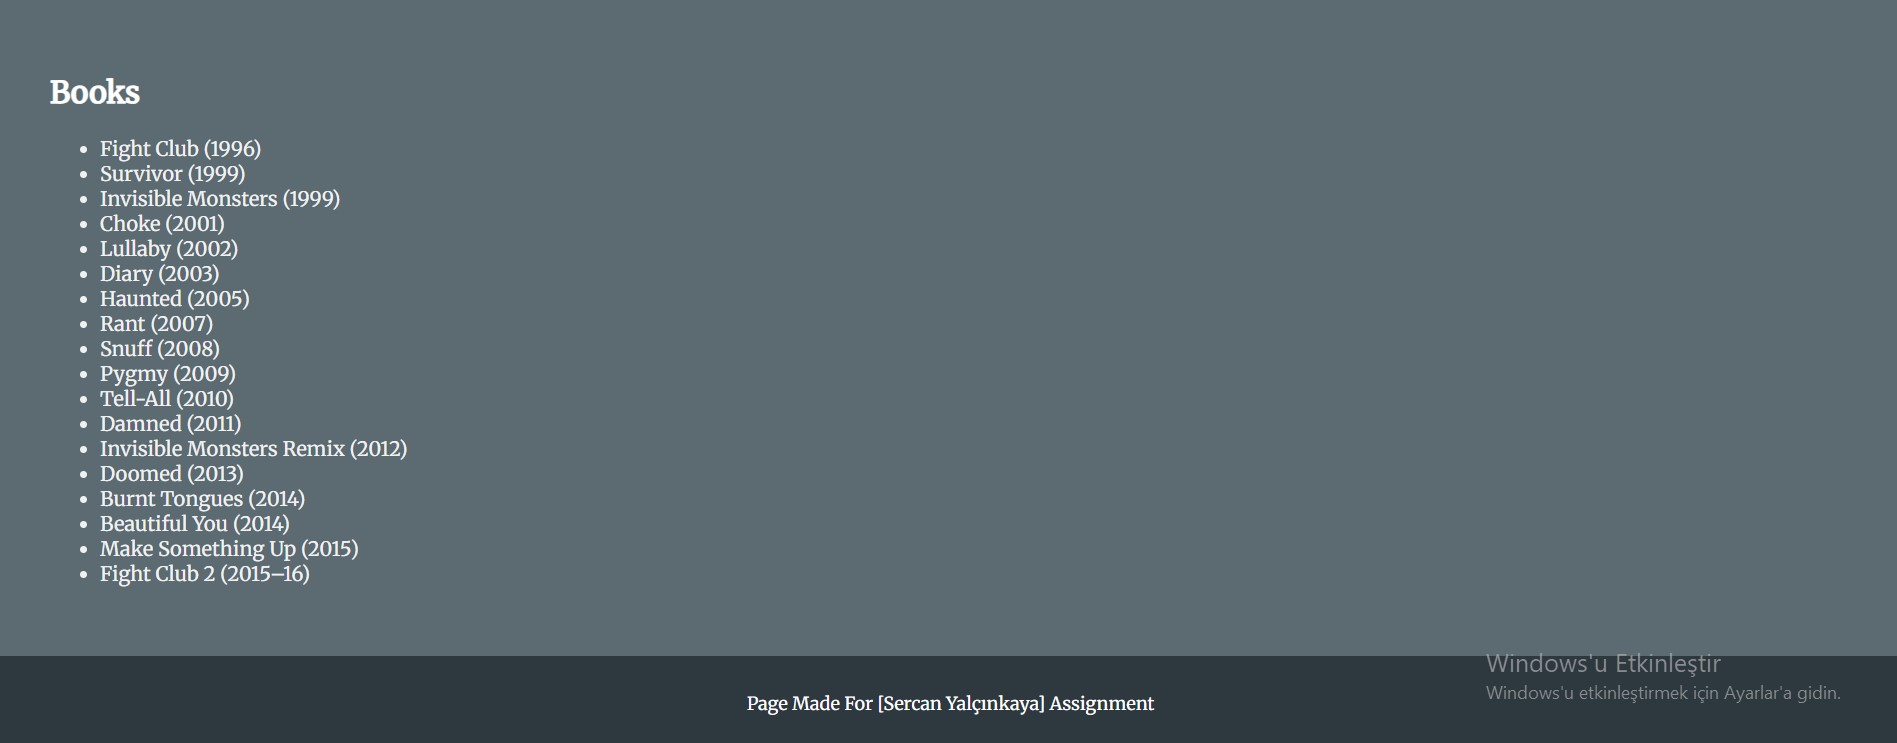 Books
Fight Club (1996)
Survivor (1999)
Invisible Monsters (1999)
Choke (2001)
Lullaby (2002)
Diary (2003)
Haunted (2005)
Rant (2007)
Snuff (2008)
Pygmy (2009)
Tell-All (2010)
Damned (2011)
Invisible Monsters Remix (2012)
Doomed (2013)
Burnt Tongues (2014)
Beautiful You (2014)
Make Something Up (2015)
Fight Club 2 (2015–16)
Windows'u Etkinleştir
Windows'u etkinleştirmek için Ayarlar'a gidin.
Page Made For [Sercan Yalçınkaya] Assignment